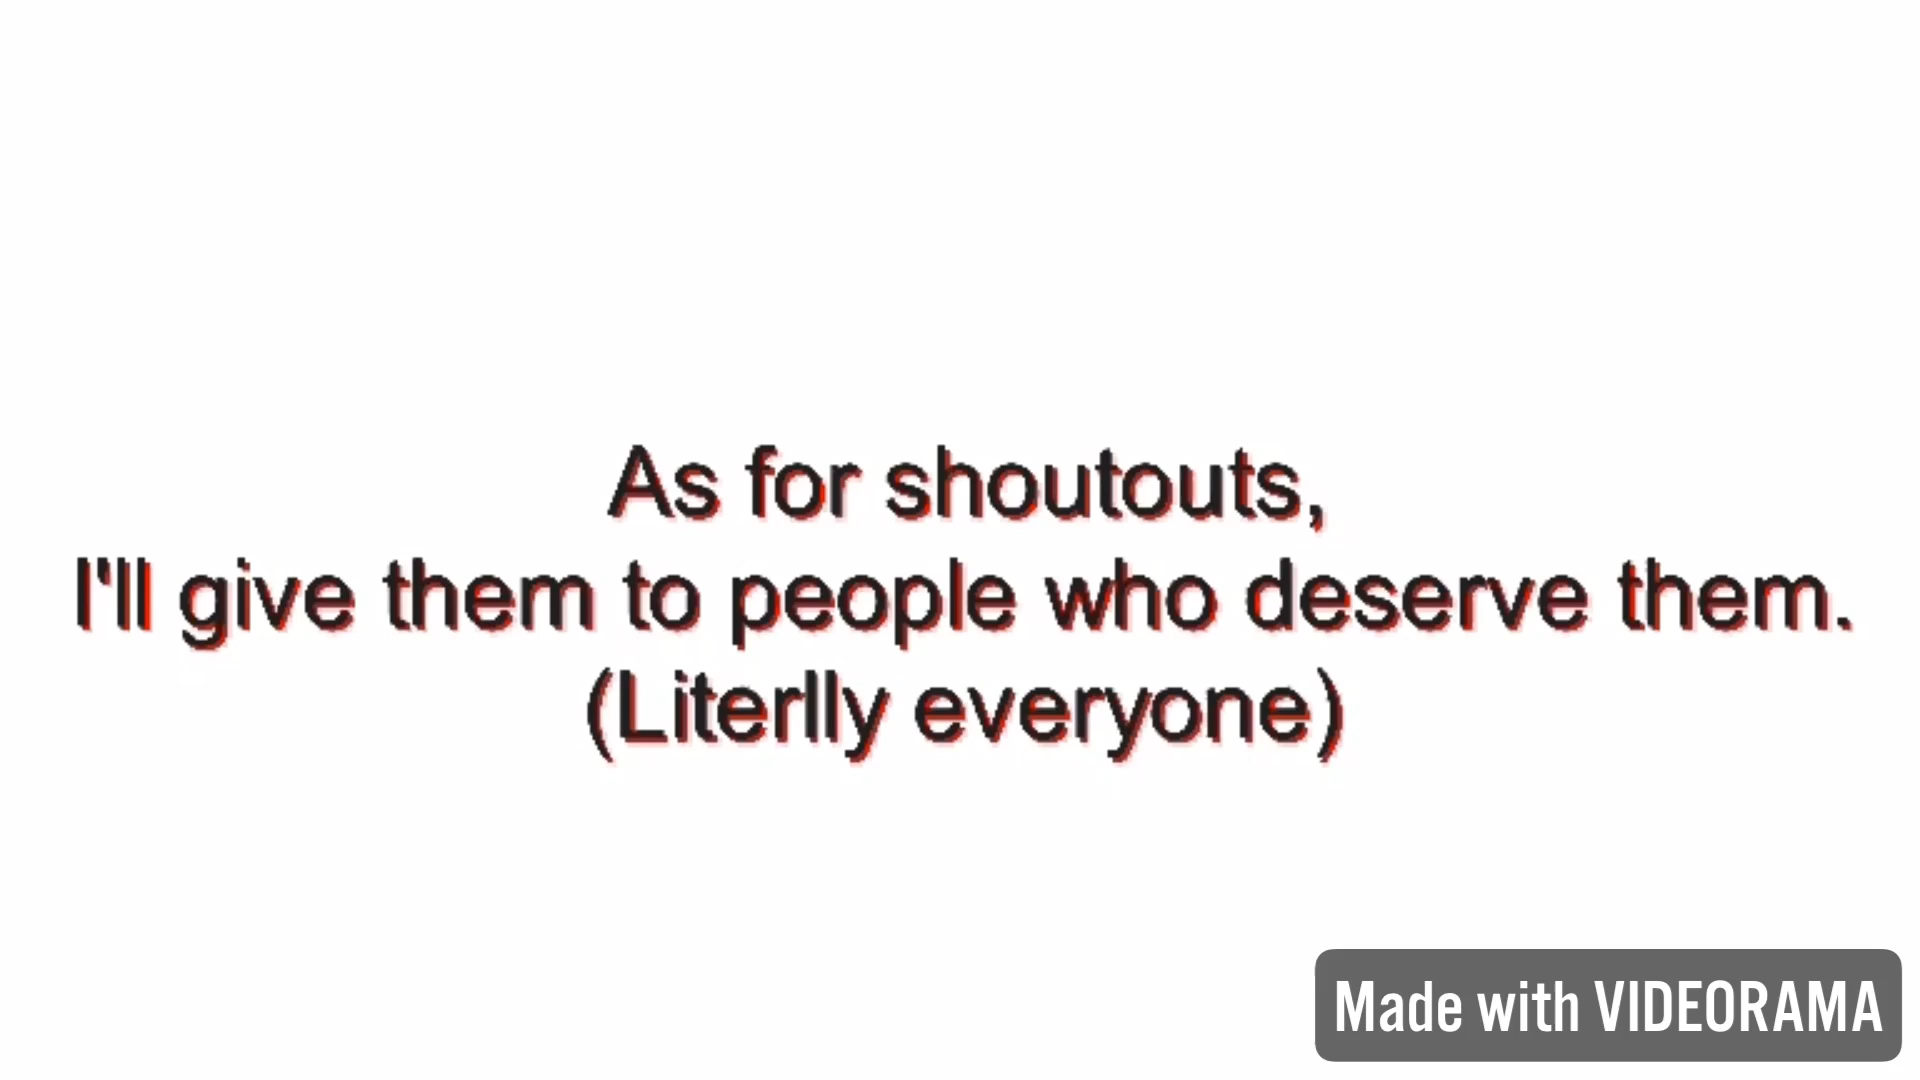 As for shoutouts,
I'll give them to people who deserve them.
(Literlly everyone)
Made with VIDEORAMA